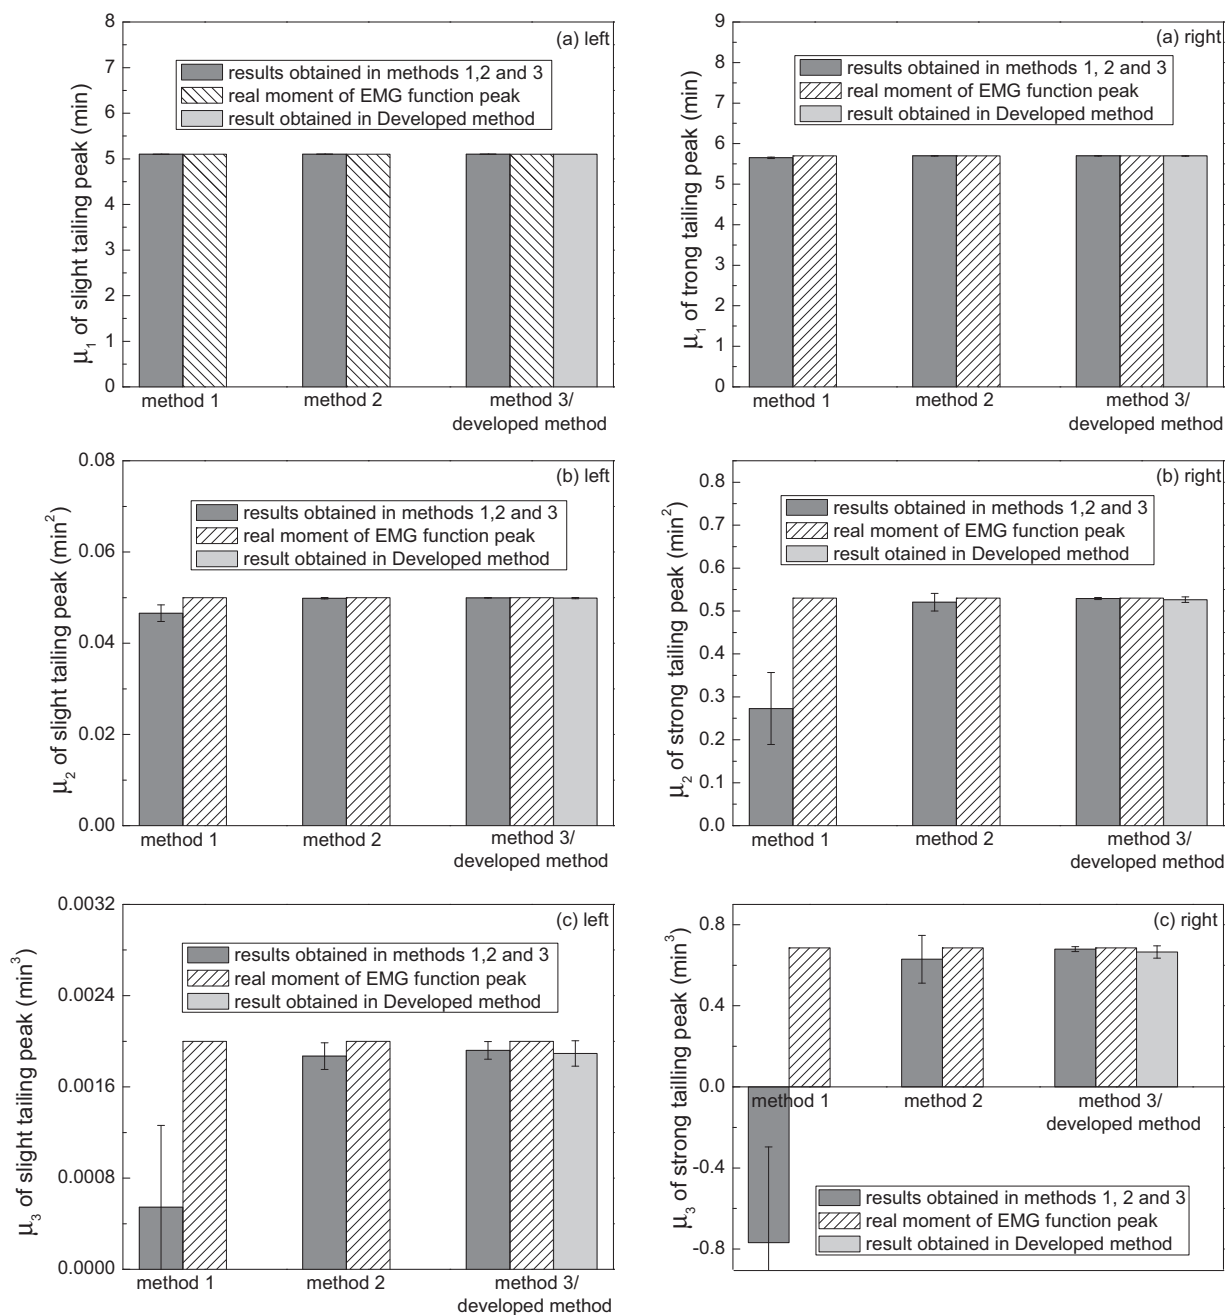 (a) left
8
7
6
5
4
3
2
1
0
μ1 of slight tailing peak (min)
results obtained in methods 1,2 and 3
real moment of EMG function peak
result obtained in Developed method
method 1
method 2
method 3/
developed method
(a) right
9
8
7
6
5
4
3
2
1
0
μ1 of trong tailing peak (min)
results obtained in methods 1, 2 and 3
real moment of EMG function peak
result obtained in Developed method
method 1
method 2
method 3/
developed method
(b) left
0.08
0.06
0.04
0.02
0.00
μ2 of slight tailing peak (min2)
results obtained in methods 1,2 and 3
real moment of EMG function peak
result obtained in Developed method
method 1
method 2
method 3/
developed method
(b) right
0.8
0.7
0.6
0.5
0.4
0.3
0.2
0.1
0.0
μ2 of strong tailing peak (min2)
results obtained in methods 1,2 and 3
real moment of EMG function peak
result otained in Developed method
method 1
method 2
method 3/
developed method
(c) left
0.0032
0.0024
0.0016
0.0008
0.0000
μ3 of slight tailing peak (min3)
results obtained in methods 1,2 and 3
real moment of EMG function peak
result obtained in Developed method
method 1
method 2
method 3/
developed method
(c) right
0.8
0.4
0.0
-0.4
-0.8
μ3 of strong tailling peak (min3)
method 1
method 2
method 3/
developed method
results obtained in methods 1, 2 and 3
real moment of EMG function peak
result obtained in Developed method